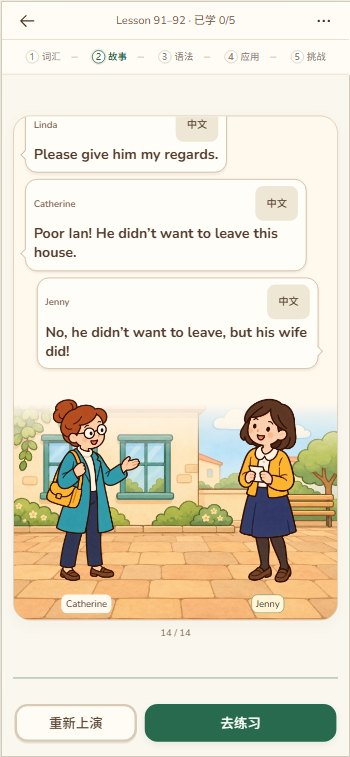 Lesson 91–92 · 已学 0/5
1 词汇 – 2 故事 – 3 语法 – 4 应用 – 5 挑战
Linda
中文
Please give him my regards.
Catherine
中文
Poor Ian! He didn’t want to leave this
house.
Jenny
中文
No, he didn’t want to leave, but his wife
did!
Catherine
Jenny
14 / 14
重新上演
去练习